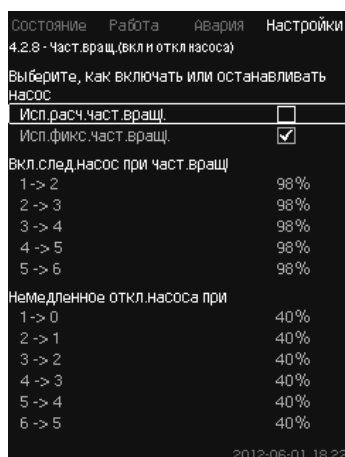 Состояние Работа Авария Настройки
4.2.8 - Част.вращ.(вкл и откл насоса)
Выберите, как включать или останавливать
насос
Исп.расч.част.вращ.
Исп.фикс.част.вращ.
Вкл.след.насос при част.вращ
1 -> 2 98%
2 -> 3 98%
3 -> 4 98%
4 -> 5 98%
5 -> 6 98%
Немедленное откл.насоса при
1 -> 0 40%
2 -> 1 40%
3 -> 2 40%
4 -> 3 40%
5 -> 4 40%
6 -> 5 40%
2012-06-01 18:22